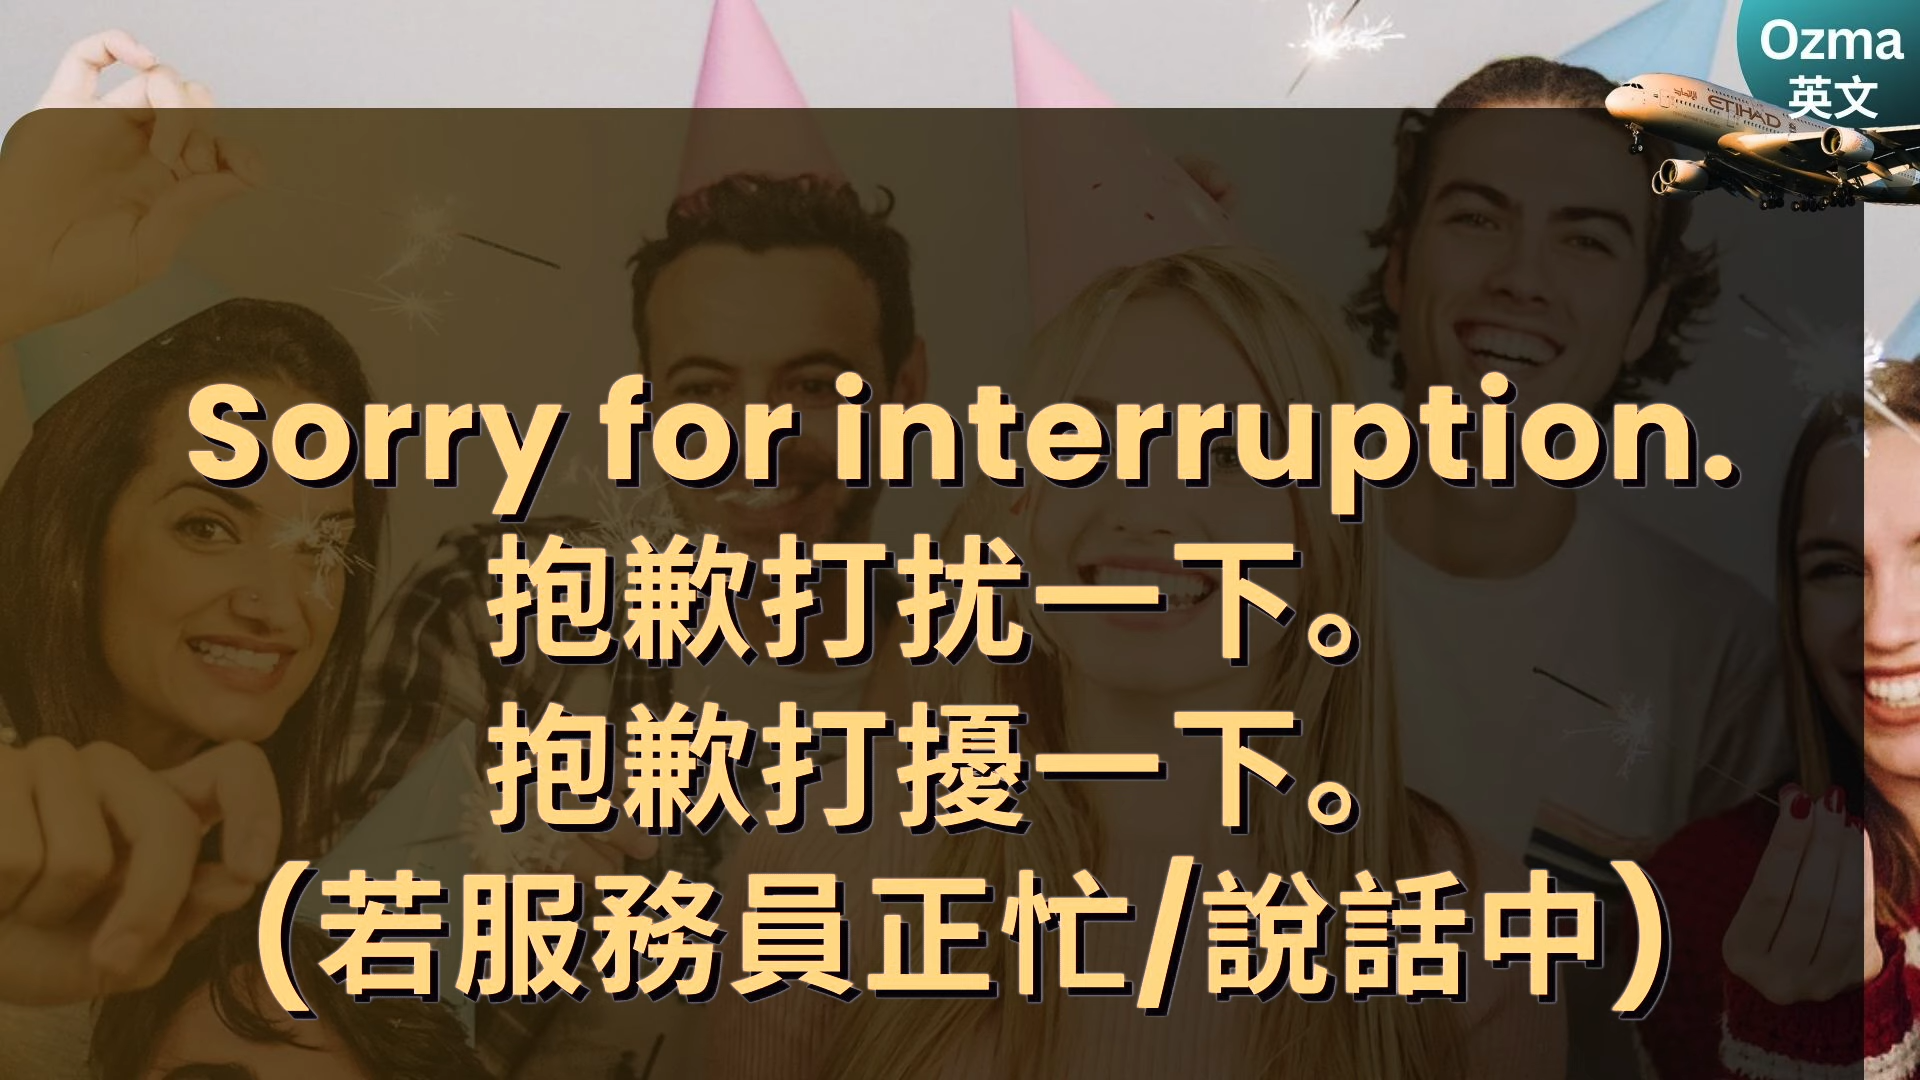 Ozma
英文
ETIHAD
Sorry for interruption.
抱歉打扰一下。
抱歉打擾一下。
(若服務員正忙/說話中)